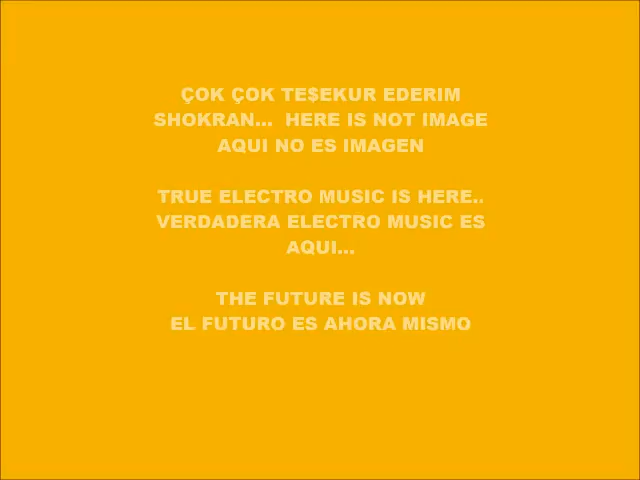 ÇOK ÇOK TE$EKUR EDERIM
SHOKRAN... HERE IS NOT IMAGE
AQUI NO ES IMAGEN
TRUE ELECTRO MUSIC IS HERE..
VERDADERA ELECTRO MUSIC ES
AQUI...
THE FUTURE IS NOW
EL FUTURO ES AHORA MISMO